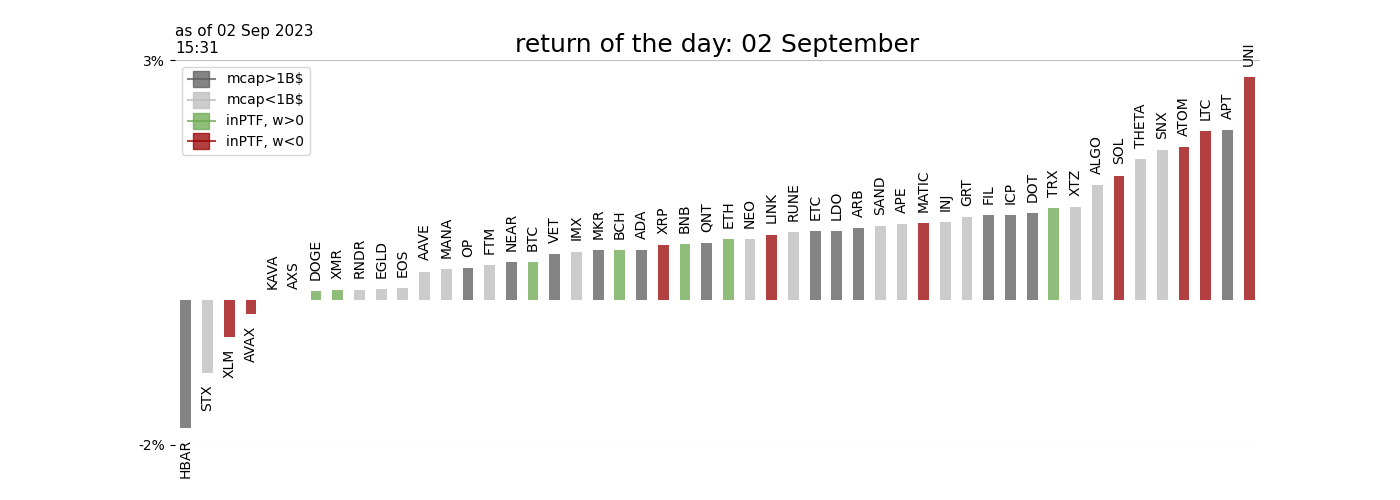 as of 02 Sep 2023
15:31
return of the day: 02 September
3%
-2%
mcap>1B$
mcap<1B$
inPTF, w>0
inPTF, w<0
HBAR
STX
XLM
AVAX
KAVA
AXS
DOGE
XMR
RNDR
EGLD
EOS
AAVE
MANA
OP
FTM
NEAR
BTC
VET
IMX
MKR
BCH
ADA
XRP
BNB
QNT
ETH
NEO
LINK
RUNE
ETC
LDO
ARB
SAND
APE
MATIC
INJ
GRT
FIL
ICP
DOT
TRX
XTZ
ALGO
SOL
THETA
SNX
ATOM
LTC
APT
UNI